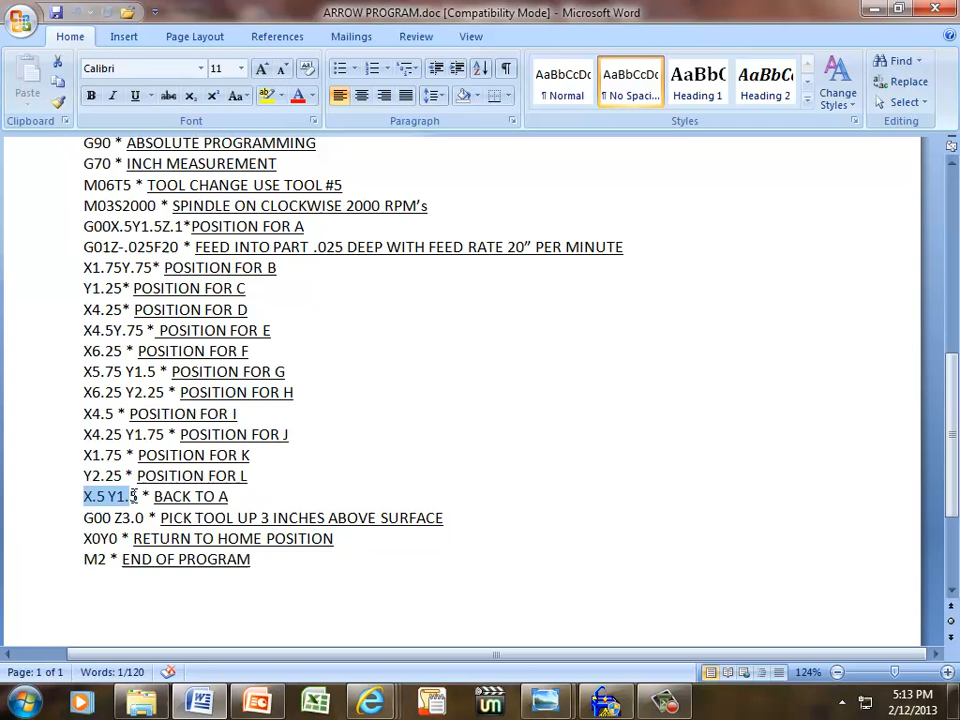 ARROW PROGRAM.doc [Compatibility Mode] - Microsoft Word
Home Insert Page Layout References Mailings Review View
Calibri 11 Find
Paste Replace
AaBbCcDc AaBbCcDc AaBbC AaBbCc
B I U abc X₂ X² Aa A ¶ Normal ¶ No Spaci... Heading 1 Heading 2 Change Styles Select
Clipboard Font Paragraph Styles Editing
G90 * ABSOLUTE PROGRAMMING
G70 * INCH MEASUREMENT
M06T5 * TOOL CHANGE USE TOOL #5
M03S2000 * SPINDLE ON CLOCKWISE 2000 RPM’s
G00X.5Y1.5Z.1*POSITION FOR A
G01Z-.025F20 * FEED INTO PART .025 DEEP WITH FEED RATE 20” PER MINUTE
X1.75Y.75* POSITION FOR B
Y1.25* POSITION FOR C
X4.25* POSITION FOR D
X4.5Y.75 * POSITION FOR E
X6.25 * POSITION FOR F
X5.75 Y1.5 * POSITION FOR G
X6.25 Y2.25 * POSITION FOR H
X4.5 * POSITION FOR I
X4.25 Y1.75 * POSITION FOR J
X1.75 * POSITION FOR K
Y2.25 * POSITION FOR L
X.5 Y1.5 * BACK TO A
G00 Z3.0 * PICK TOOL UP 3 INCHES ABOVE SURFACE
X0Y0 * RETURN TO HOME POSITION
M2 * END OF PROGRAM
Page: 1 of 1 Words: 1/120 124%
5:13 PM
2/12/2013